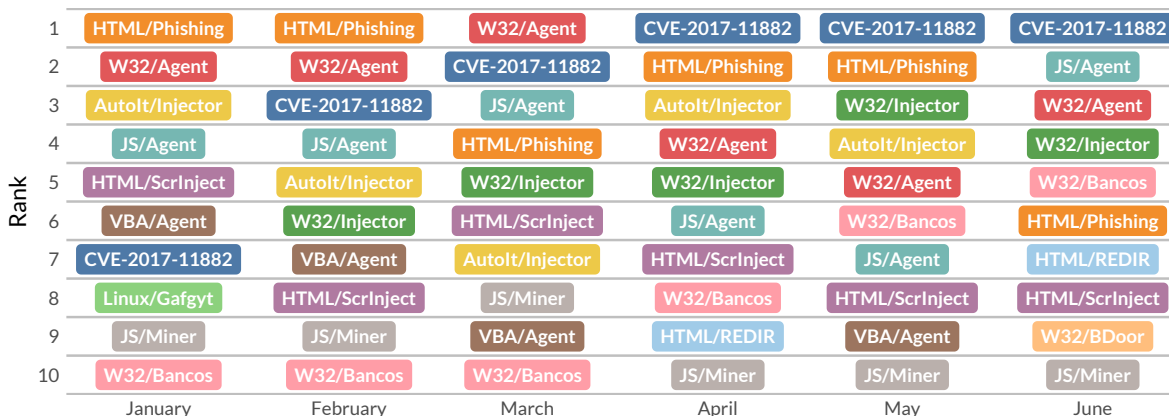 1 HTML/Phishing HTML/Phishing W32/Agent CVE-2017-11882 CVE-2017-11882 CVE-2017-11882
2 W32/Agent W32/Agent CVE-2017-11882 HTML/Phishing HTML/Phishing JS/Agent
3 AutoIt/Injector CVE-2017-11882 JS/Agent AutoIt/Injector W32/Injector W32/Agent
4 JS/Agent JS/Agent HTML/Phishing W32/Agent AutoIt/Injector W32/Injector
5 HTML/ScrInject AutoIt/Injector W32/Injector W32/Injector W32/Agent W32/Bancos
6 VBA/Agent W32/Injector HTML/ScrInject JS/Agent W32/Bancos HTML/Phishing
7 CVE-2017-11882 VBA/Agent AutoIt/Injector HTML/ScrInject JS/Agent HTML/REDIR
8 Linux/Gafgyt HTML/ScrInject JS/Miner W32/Bancos HTML/ScrInject HTML/ScrInject
9 JS/Miner JS/Miner VBA/Agent HTML/REDIR VBA/Agent W32/BDoor
10 W32/Bancos W32/Bancos W32/Bancos JS/Miner JS/Miner JS/Miner
January February March April May June
Rank